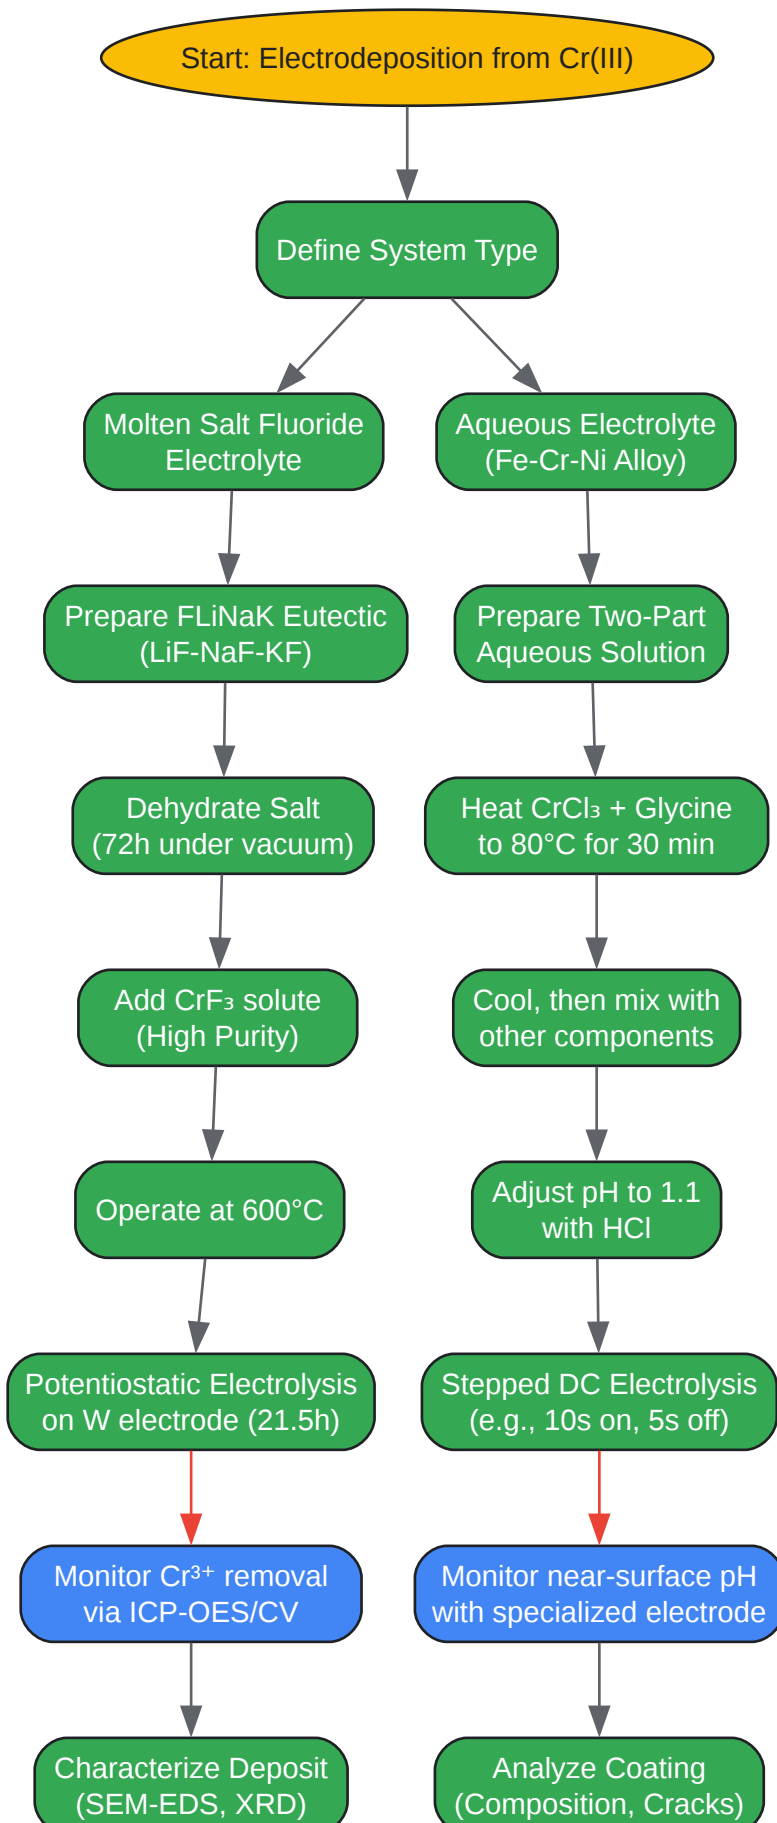 Start: Electrodeposition from Cr(III)
Define System Type
Molten Salt Fluoride
Electrolyte
Aqueous Electrolyte
(Fe-Cr-Ni Alloy)
Prepare FLiNaK Eutectic
(LiF-NaF-KF)
Prepare Two-Part
Aqueous Solution
Dehydrate Salt
(72h under vacuum)
Heat CrCl₃ + Glycine
to 80°C for 30 min
Add CrF₃ solute
(High Purity)
Cool, then mix with
other components
Operate at 600°C
Adjust pH to 1.1
with HCl
Potentiostatic Electrolysis
on W electrode (21.5h)
Stepped DC Electrolysis
(e.g., 10s on, 5s off)
Monitor Cr³⁺ removal
via ICP-OES/CV
Monitor near-surface pH
with specialized electrode
Characterize Deposit
(SEM-EDS, XRD)
Analyze Coating
(Composition, Cracks)